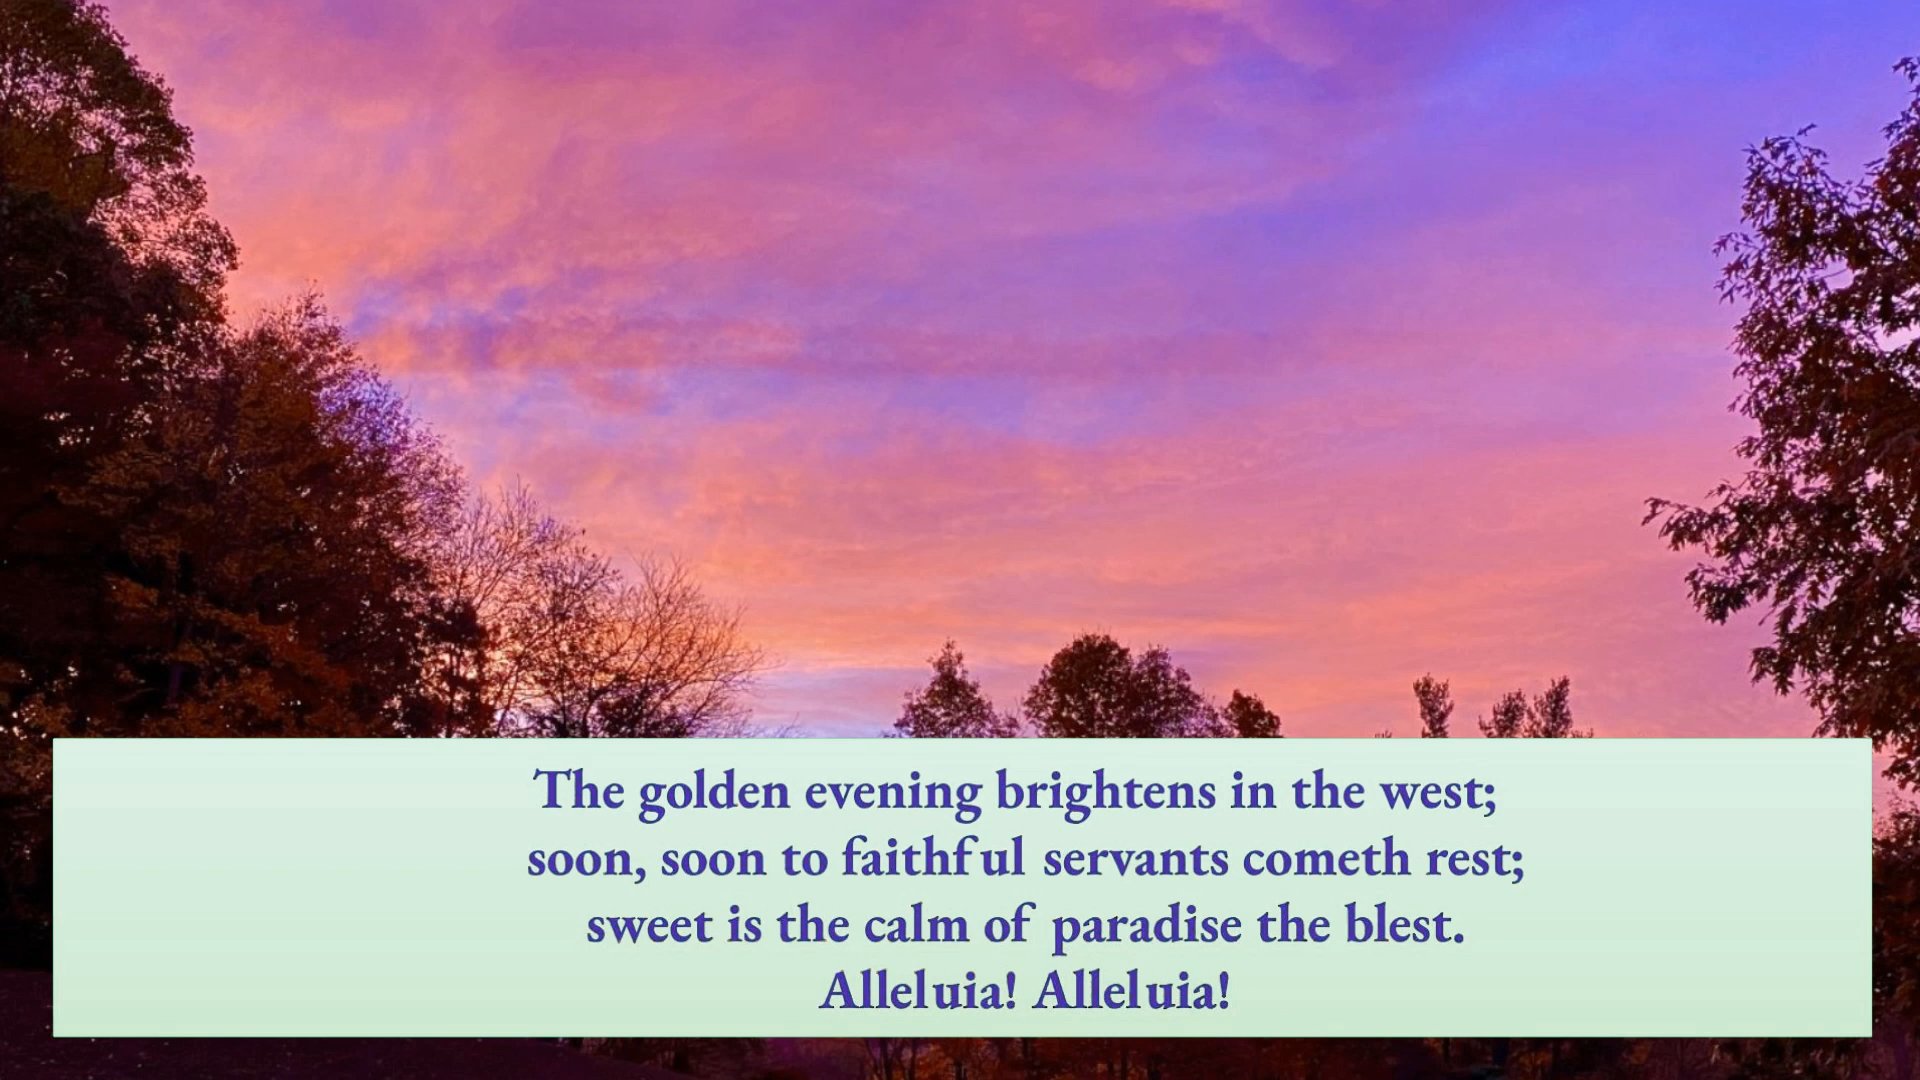 The golden evening brightens in the west;
soon, soon to faithful servants cometh rest;
sweet is the calm of paradise the blest.
Alleluia! Alleluia!